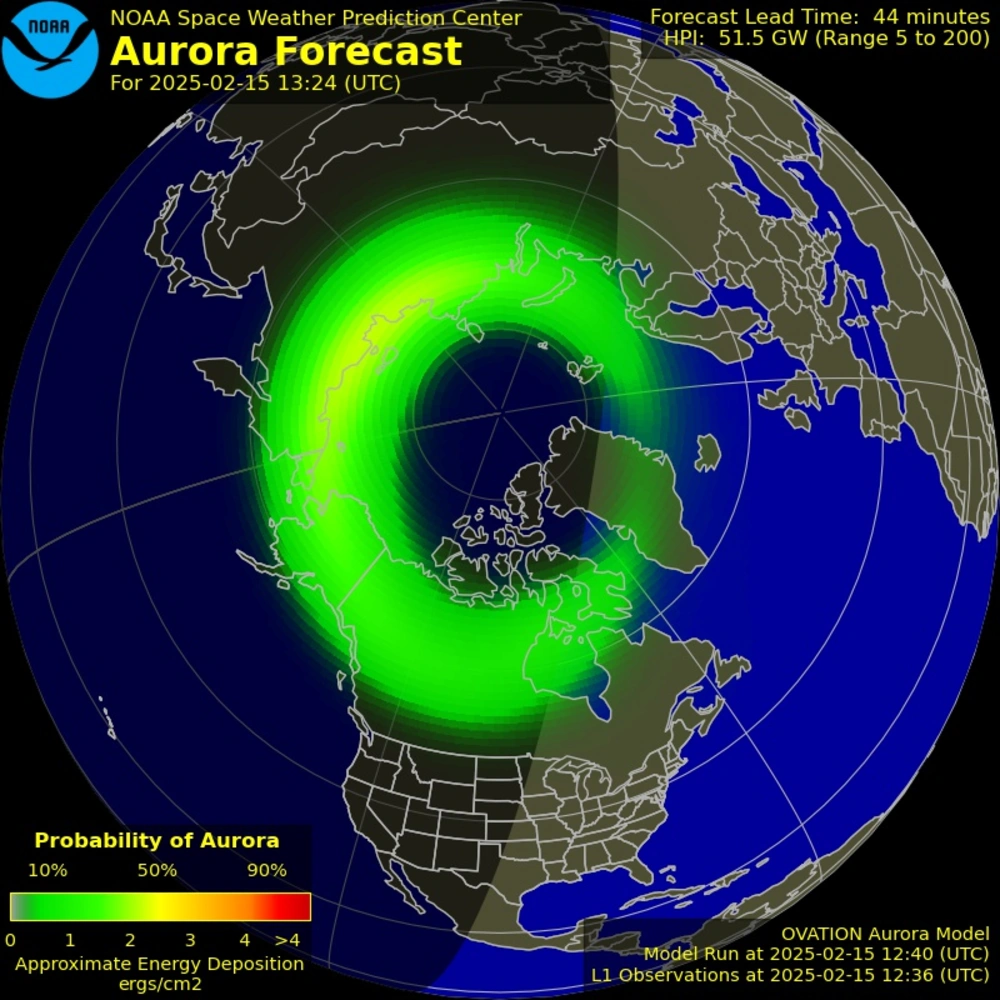 NOAA
NOAA Space Weather Prediction Center
Aurora Forecast
For 2025-02-15 13:24 (UTC)
Forecast Lead Time: 44 minutes
HPI: 51.5 GW (Range 5 to 200)
Probability of Aurora
10% 50% 90%
0 1 2 3 4 >4
Approximate Energy Deposition
ergs/cm2
OVATION Aurora Model
Model Run at 2025-02-15 12:40 (UTC)
L1 Observations at 2025-02-15 12:36 (UTC)